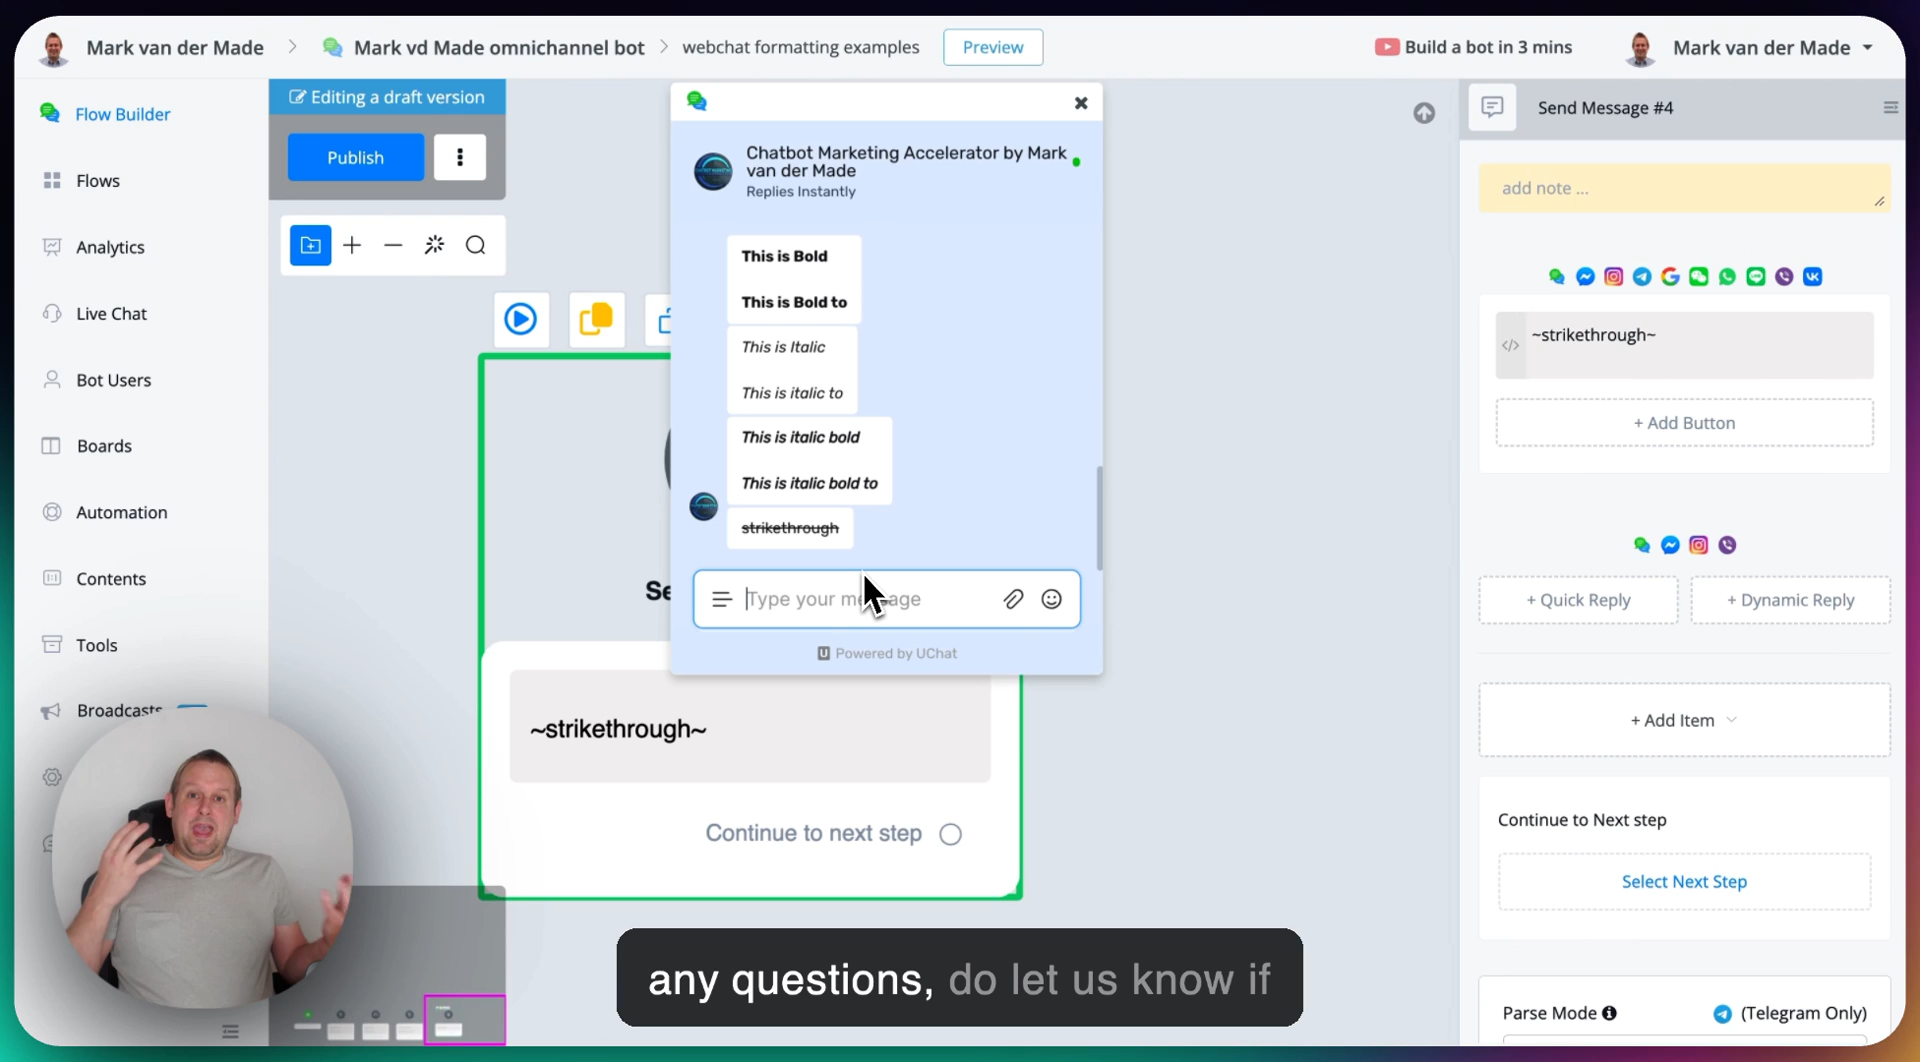 Mark van der Made
Mark vd Made omnichannel bot
webchat formatting examples
Preview
Build a bot in 3 mins
Mark van der Made
Flow Builder
Flows
Analytics
Live Chat
Bot Users
Boards
Automation
Contents
Tools
Broadcasts
Editing a draft version
Publish
Chatbot Marketing Accelerator by Mark
van der Made
Replies Instantly
This is Bold
This is Bold to
This is Italic
This is italic to
This is italic bold
This is italic bold to
strikethrough
Type your message
Powered by UChat
Se
~strikethrough~
Continue to next step
Send Message #4
add note ...
~strikethrough~
+ Add Button
+ Quick Reply
+ Dynamic Reply
+ Add Item
Continue to Next step
Select Next Step
Parse Mode
(Telegram Only)
any questions, do let us know if